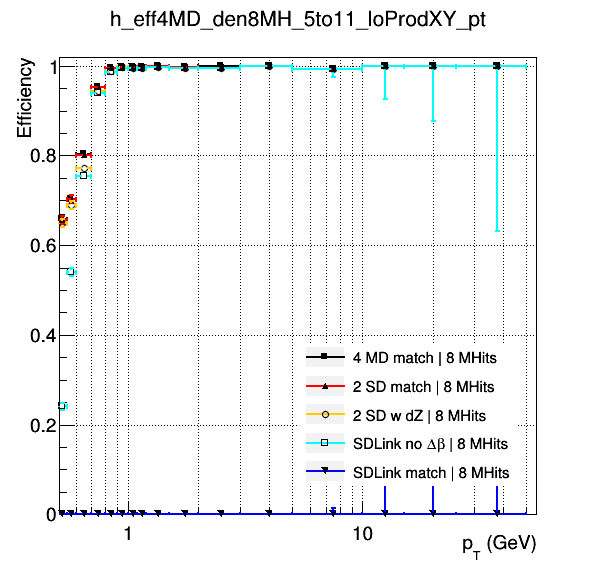 h_eff4MD_den8MH_5to11_loProdXY_pt
Efficiency
1
0.8
0.6
0.4
0.2
0
4 MD match | 8 MHits
2 SD match | 8 MHits
2 SD w dZ | 8 MHits
SDLink no Δβ | 8 MHits
SDLink match | 8 MHits
1
10
p_T (GeV)